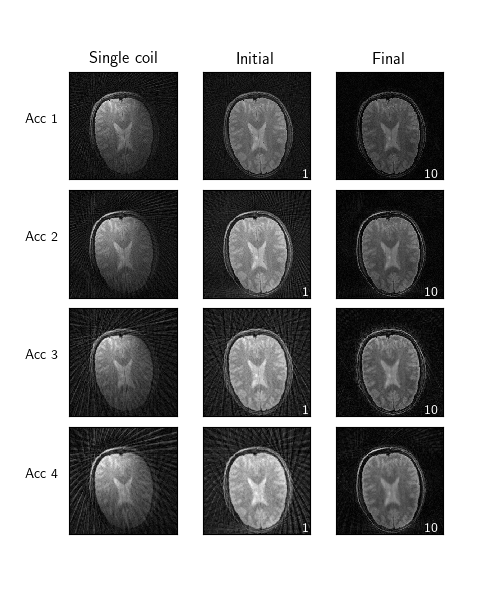 Single coil Initial Final
Acc 1
1 10
Acc 2
1 10
Acc 3
1 10
Acc 4
1 10